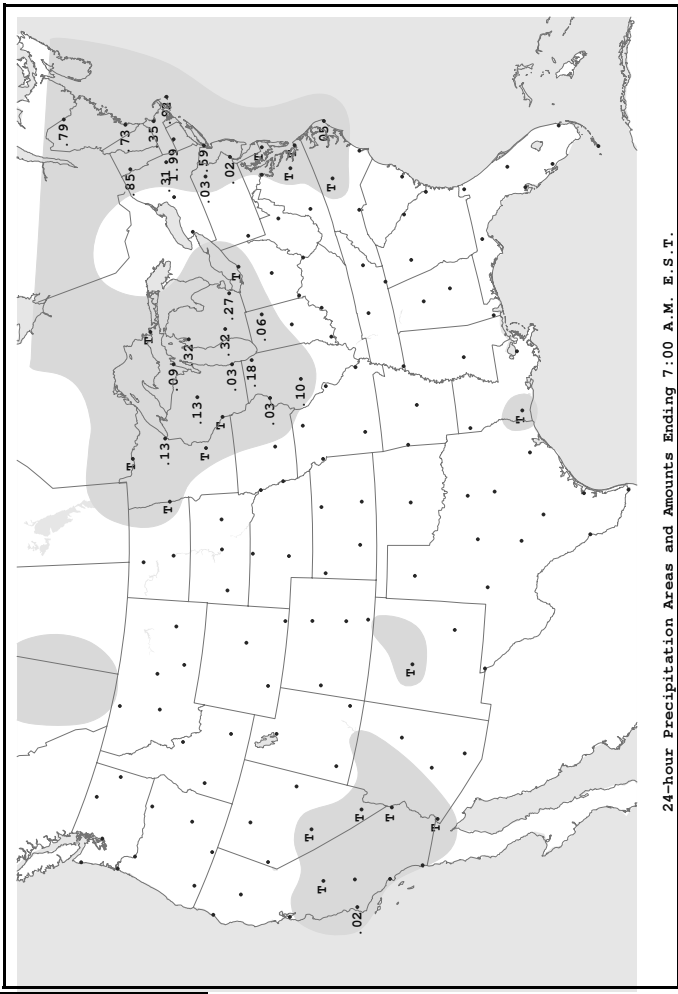 .79
.73
.85
T
T
.35
.92
T
.13
.31
1.99
.09
.32
.13
.03
.59
T
T
.32
.27
.02
.03
T
.18
.06
T
.03
T
.10
T
T
T
.05
.02
T
T
T
T
T
24-hour Precipitation Areas and Amounts Ending 7:00 A.M. E.S.T.